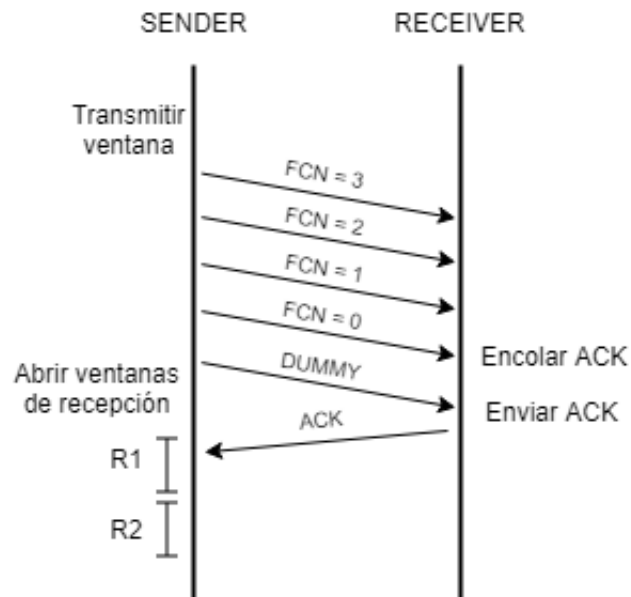 SENDER
RECEIVER
Transmitir
ventana
FCN = 3
FCN = 2
FCN = 1
FCN = 0
Encolar ACK
DUMMY
Abrir ventanas
de recepción
Enviar ACK
ACK
R1
R2